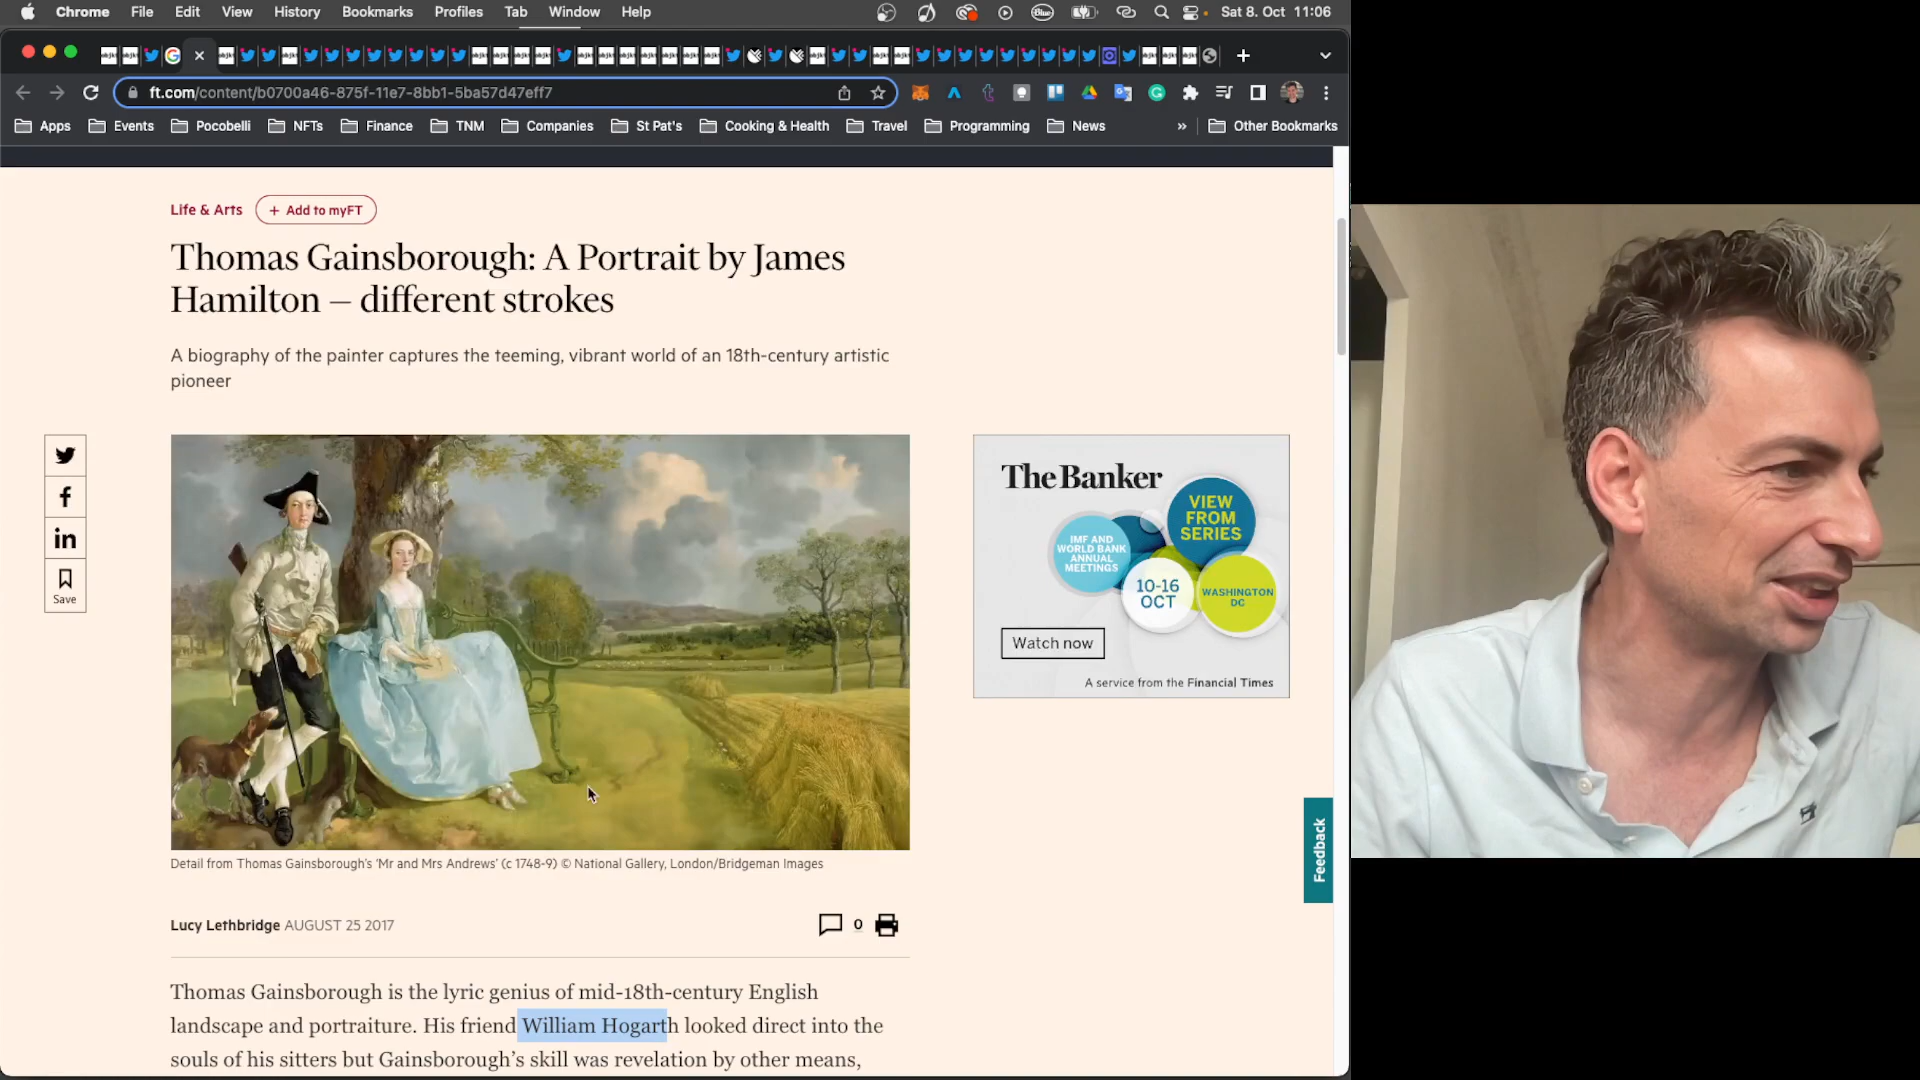 Chrome File Edit View History Bookmarks Profiles Tab Window Help
Blue
Sat 8. Oct 11:06
ft.com/content/b0700a46-875f-11e7-8bb1-5ba57d47eff7
Apps Events Pocobelli NFTs Finance TNM Companies St Pat's Cooking & Health Travel Programming News » Other Bookmarks
Life & Arts
+ Add to myFT
Thomas Gainsborough: A Portrait by James
Hamilton – different strokes
A biography of the painter captures the teeming, vibrant world of an 18th-century artistic
pioneer
Save
The Banker
VIEW
FROM
SERIES
IMF AND
WORLD BANK
ANNUAL
MEETINGS
10-16
OCT
WASHINGTON
DC
Watch now
A service from the Financial Times
Feedback
Detail from Thomas Gainsborough's 'Mr and Mrs Andrews' (c 1748-9) © National Gallery, London/Bridgeman Images
Lucy Lethbridge AUGUST 25 2017
0
Thomas Gainsborough is the lyric genius of mid-18th-century English
landscape and portraiture. His friend William Hogarth looked direct into the
souls of his sitters but Gainsborough's skill was revelation by other means,